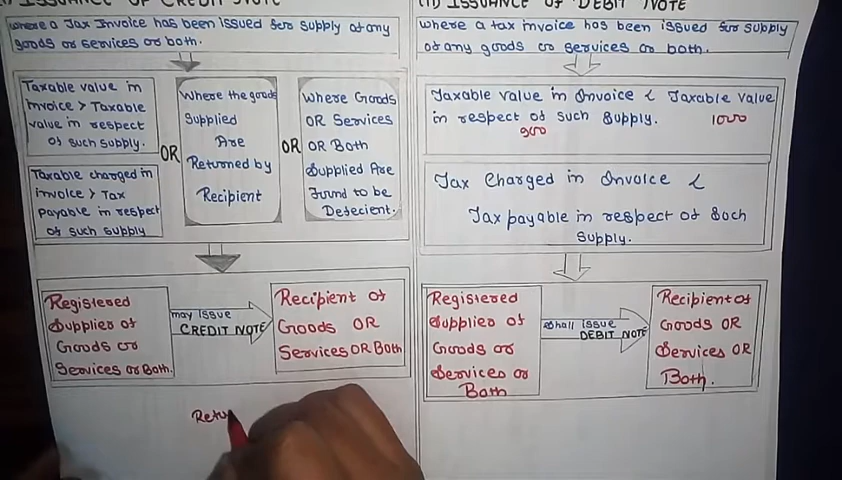 ISSUANCE OF CREDIT NOTE
where a Tax Invoice has been issued for supply of any
goods or services or both.
Taxable value in
invoice > Taxable
value in respect
of such supply.
Taxable charged in
invoice > Tax
payable in respect
of such supply
OR
Where the goods
Supplied
Are
Returned by
Recipient
OR
Where Goods
OR Services
OR Both
Supplied Are
Found to be
Defecient.
Registered
Supplier of
Goods or
Services or Both.
may issue
CREDIT NOTE
Recipient of
Goods OR
Services OR Both
(ii) ISSUANCE OF DEBIT NOTE
where a tax invoice has been issued for supply
of any goods or services or both.
Taxable value in Invoice < Taxable value
in respect of such supply. 1000
900
Tax Charged in Invoice <
Tax payable in respect of Such
Supply.
Registered
Supplier of
Goods or
Services or
Both
Shall issue
DEBIT NOTE
Recipient of
Goods OR
Services OR
Both.